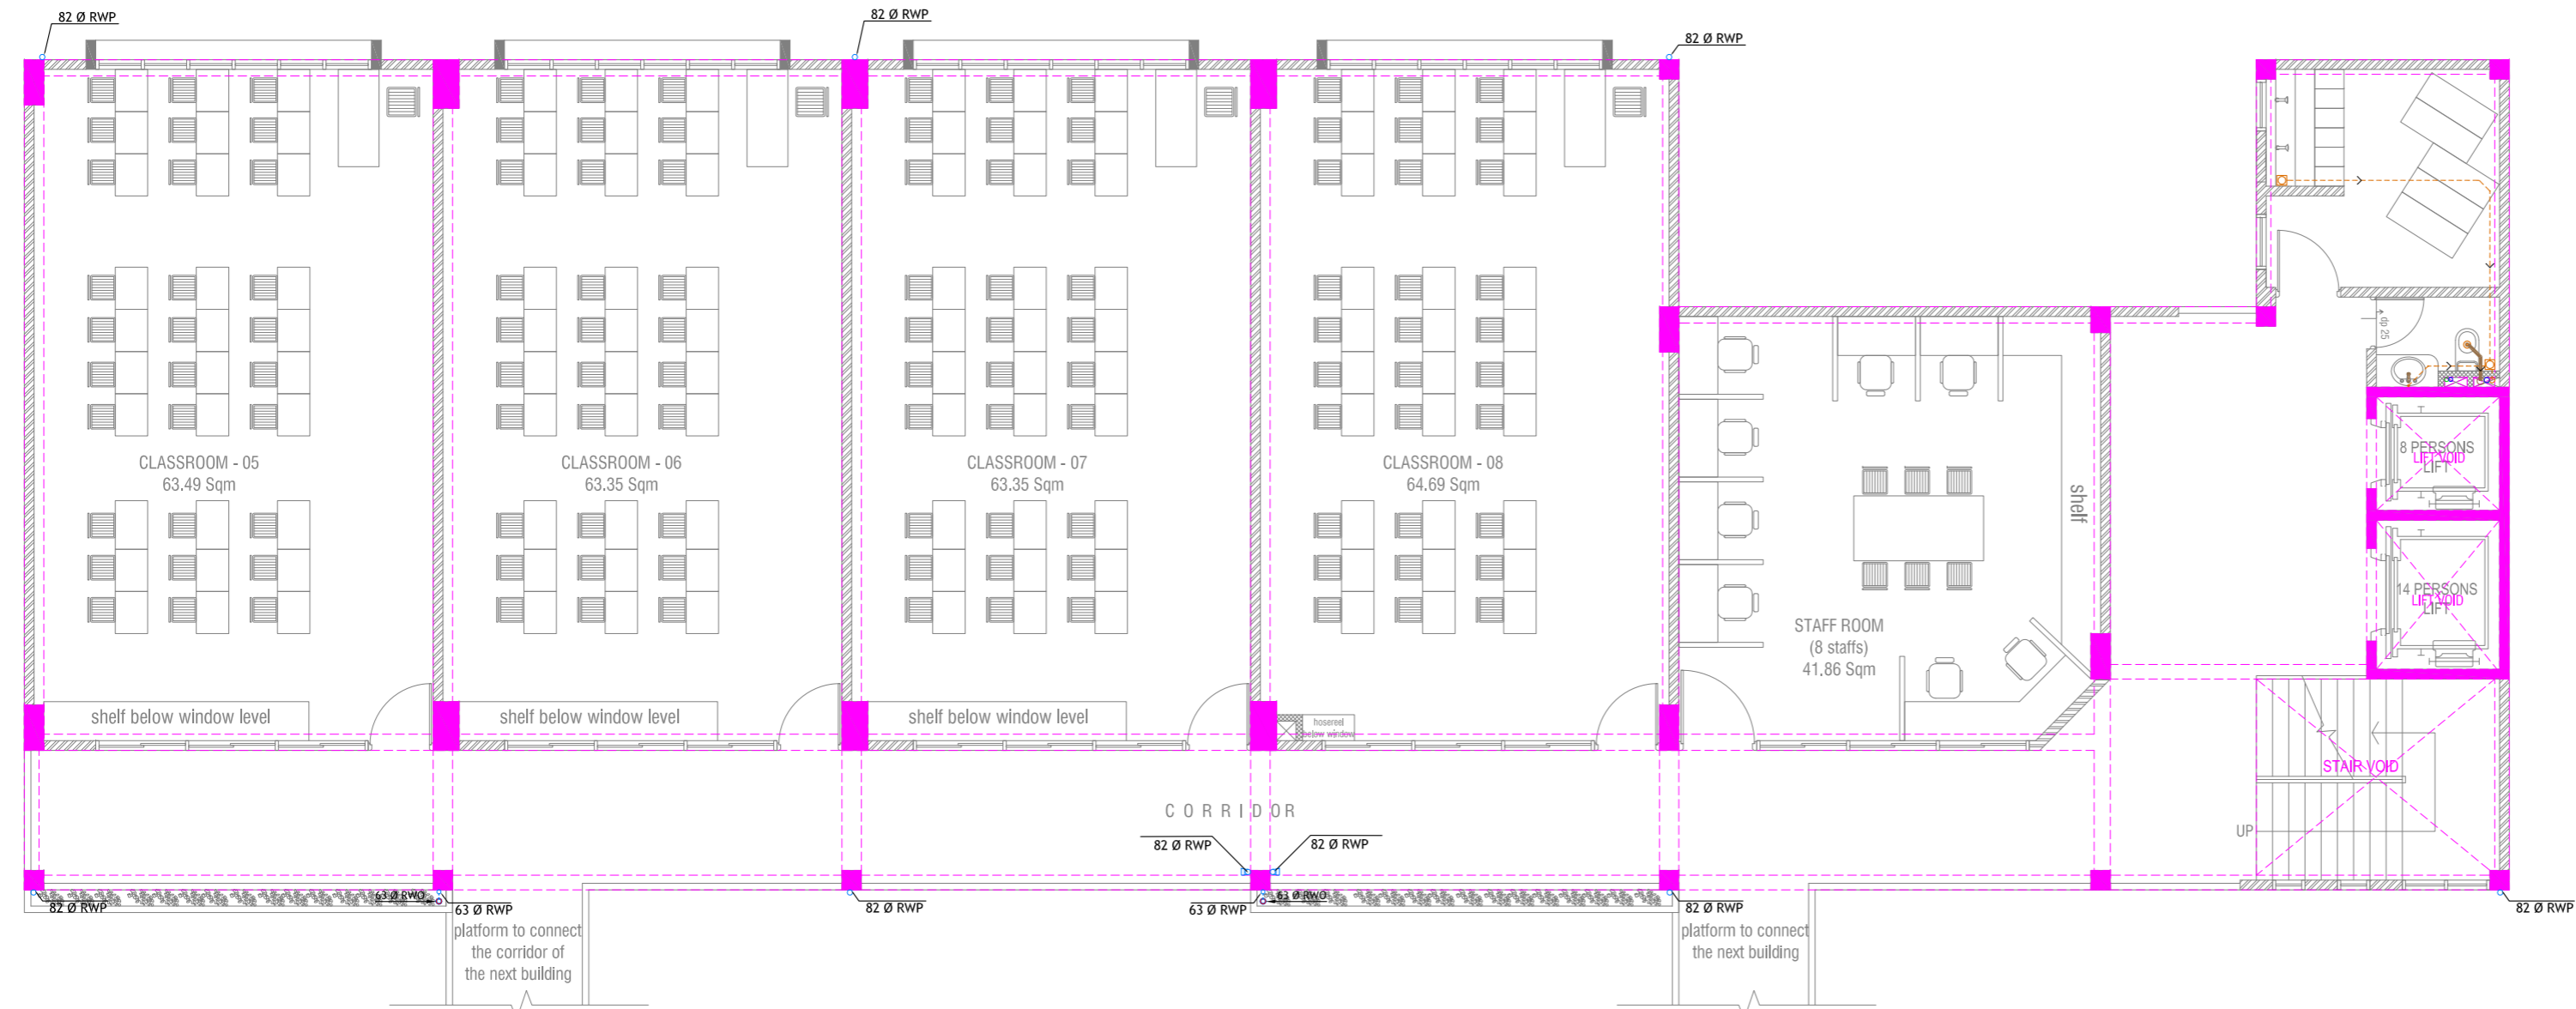 82 Ø RWP
82 Ø RWP
82 Ø RWP
dp 25
CLASSROOM - 05
63.49 Sqm
CLASSROOM - 06
63.35 Sqm
CLASSROOM - 07
63.35 Sqm
CLASSROOM - 08
64.69 Sqm
shelf
8 PERSONS
LIFT
LIFT VOID
14 PERSONS
LIFT
LIFT VOID
STAFF ROOM
(8 staffs)
41.86 Sqm
shelf below window level
shelf below window level
shelf below window level
hosereel
below window
STAIR VOID
UP
CORRIDOR
82 Ø RWP
82 Ø RWP
82 Ø RWP
63 Ø RWO
63 Ø RWP
82 Ø RWP
63 Ø RWP
63 Ø RWO
82 Ø RWP
82 Ø RWP
platform to connect
the corridor of
the next building
platform to connect
the next building